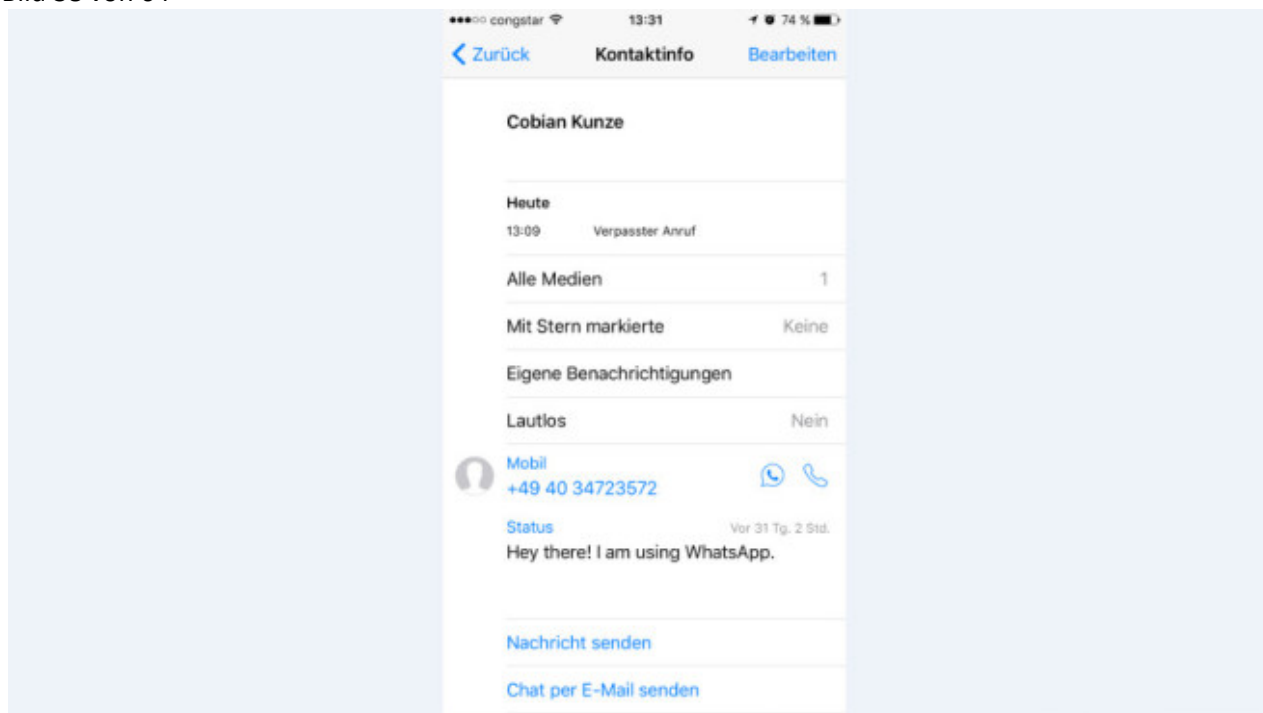 congstar 13:31 74 %
Zurück Kontaktinfo Bearbeiten
Cobian Kunze
Heute
13:09 Verpasster Anruf
Alle Medien 1
Mit Stern markierte Keine
Eigene Benachrichtigungen
Lautlos Nein
Mobil
+49 40 34723572
Status Vor 31 Tg. 2 Std.
Hey there! I am using WhatsApp.
Nachricht senden
Chat per E-Mail senden